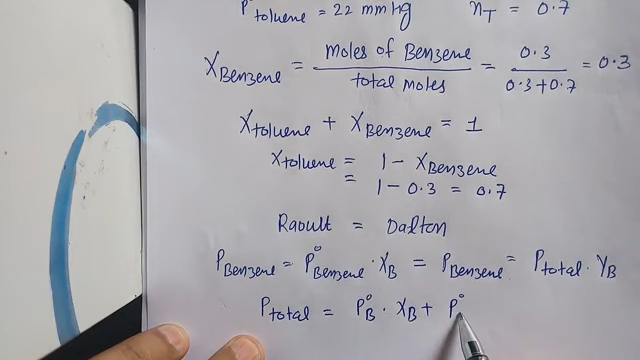 P°toluene = 22 mmHg nT = 0.7
XBenzene = moles of Benzene / total moles = 0.3 / 0.3+0.7 = 0.3
Xtoluene + XBenzene = 1
Xtoluene = 1 - XBenzene
= 1 - 0.3 = 0.7
Raoult = Dalton
PBenzene = P°Benzene · XB = PBenzene = Ptotal · YB
Ptotal = P°B · XB + P°